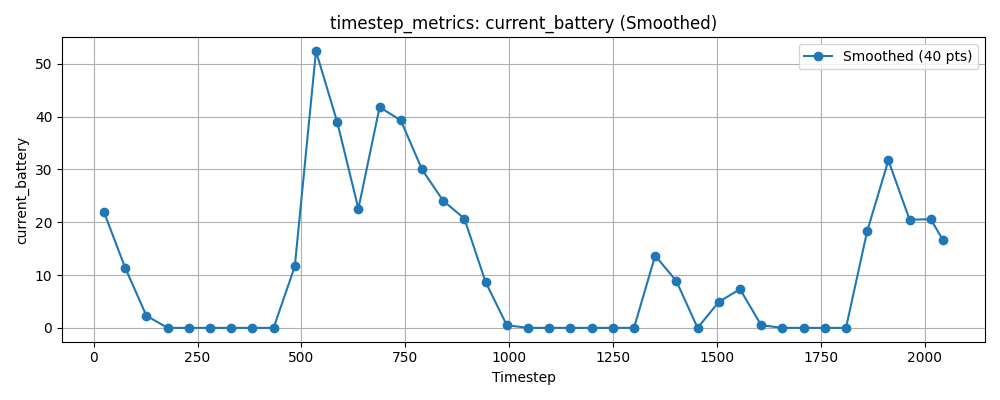 timestep_metrics: current_battery (Smoothed)
Smoothed (40 pts)
current_battery
50
40
30
20
10
0
0 250 500 750 1000 1250 1500 1750 2000
Timestep